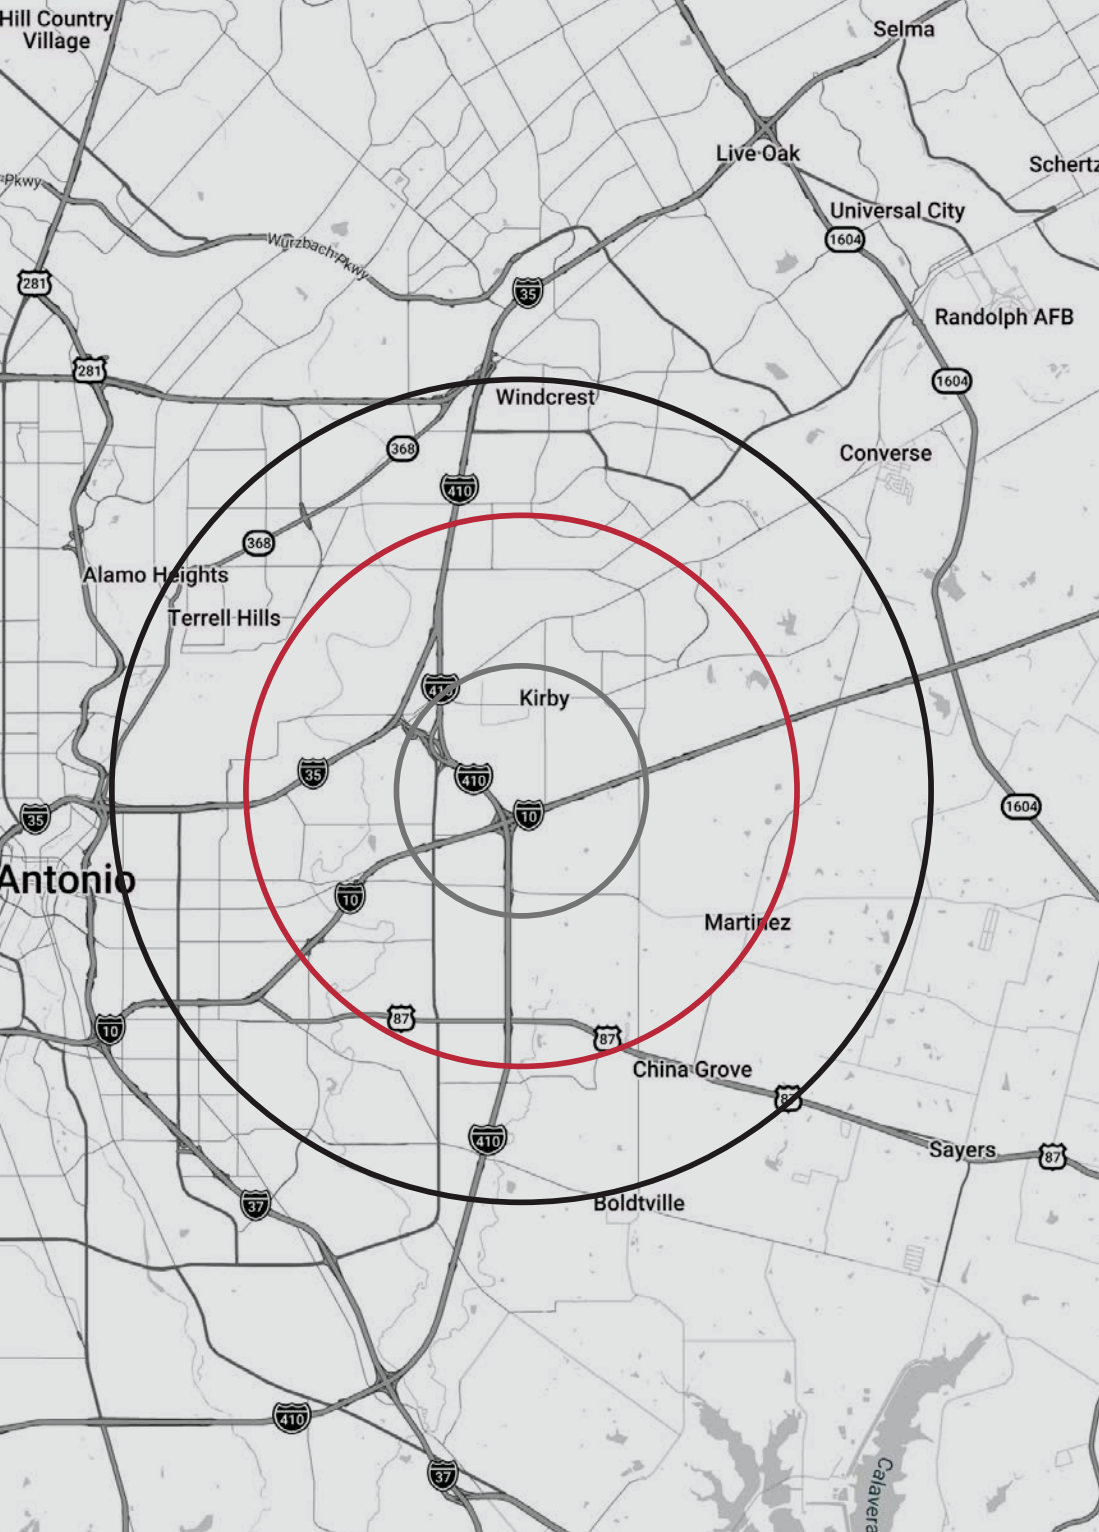 Hill Country
Village
Selma
Live Oak
Schertz
Pkwy
Universal City
1604
Wurzbach Pkwy
281
35
Randolph AFB
281
1604
Windcrest
368
Converse
410
368
Alamo Heights
Terrell Hills
410
Kirby
35
410
10
1604
35
Antonio
10
Martinez
87
10
87
China Grove
87
410
Sayers
87
37
Boldtville
410
37
Calavera